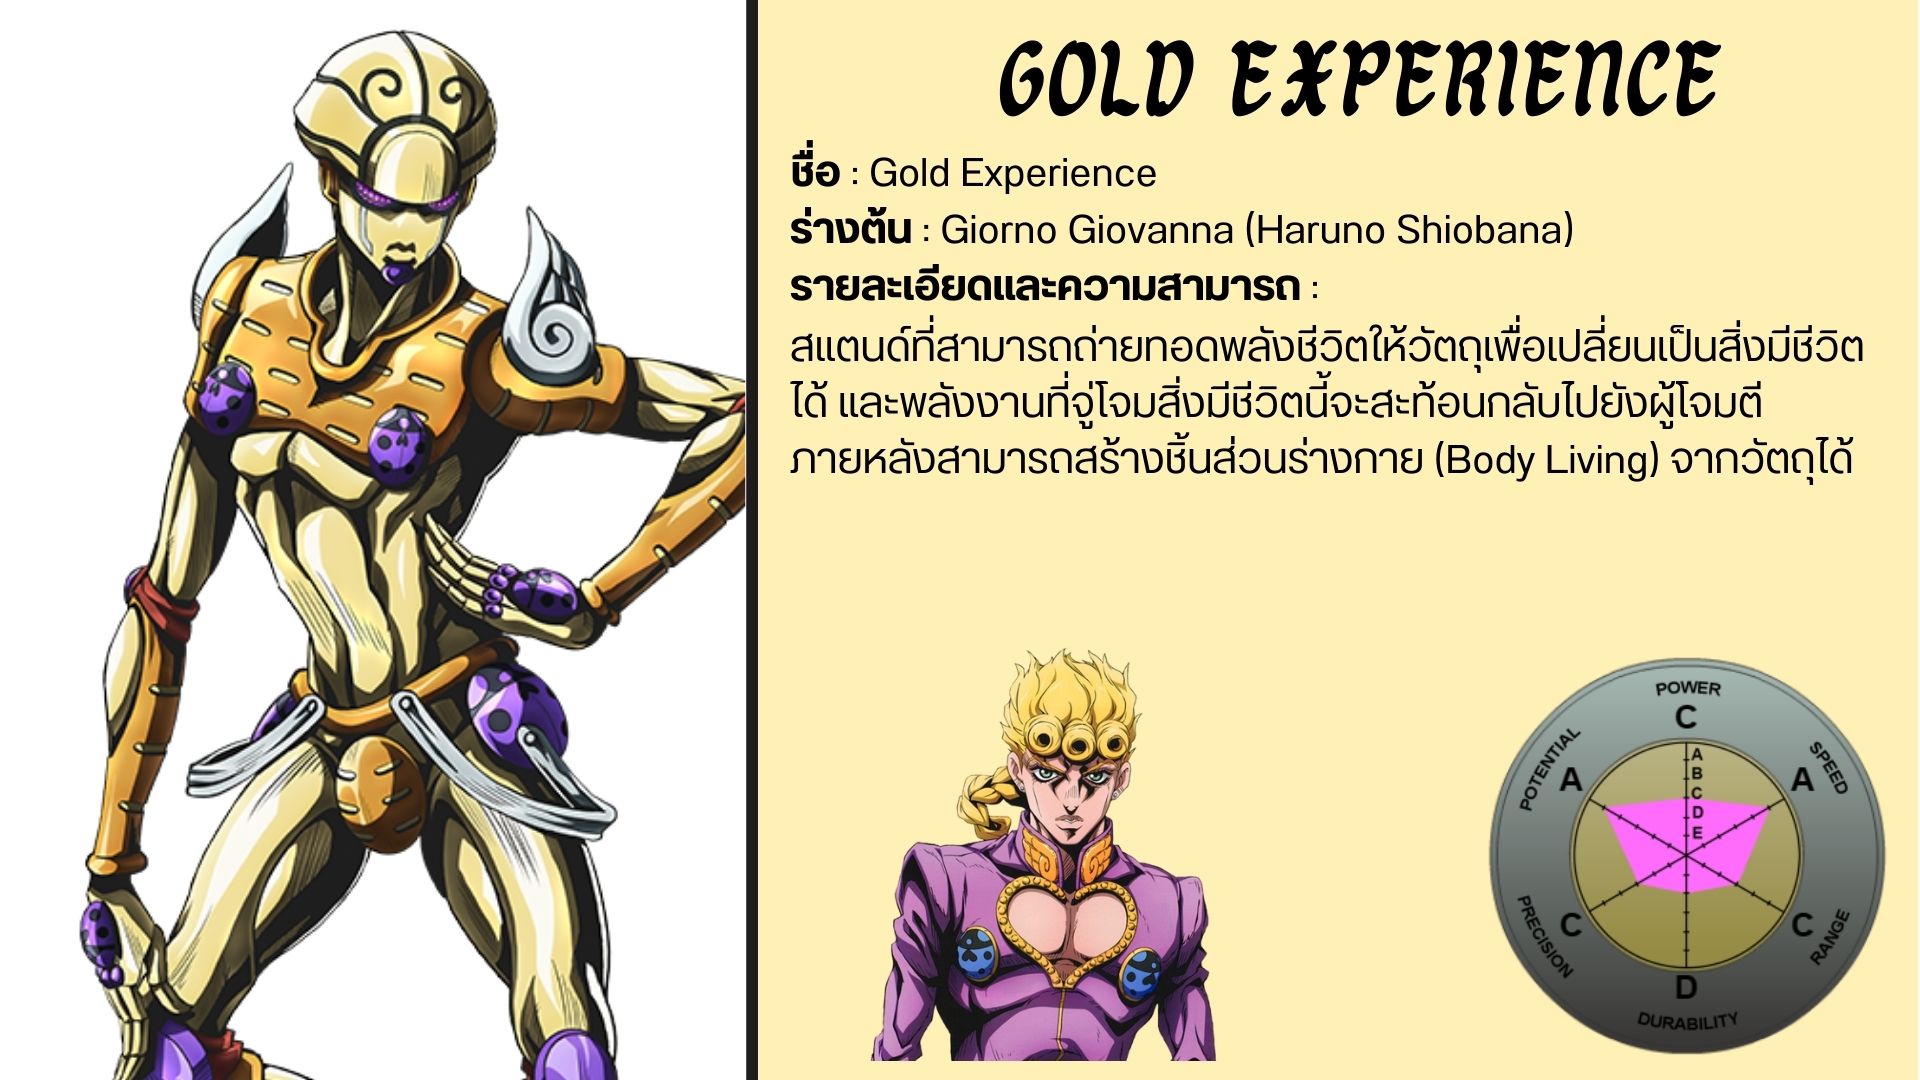 GOLD EXPERIENCE
ชื่อ : Gold Experience
ร่างต้น : Giorno Giovanna (Haruno Shiobana)
รายละเอียดและความสามารถ :
สแตนด์ที่สามารถถ่ายทอดพลังชีวิตให้วัตถุเพื่อเปลี่ยนเป็นสิ่งมีชีวิต
ได้ และพลังงานที่จู่โจมสิ่งมีชีวิตนี้จะสะท้อนกลับไปยังผู้โจมตี
ภายหลังสามารถสร้างชิ้นส่วนร่างกาย (Body Living) จากวัตถุได้
POWER
C
SPEED
A
RANGE
C
DURABILITY
D
PRECISION
C
POTENTIAL
A
A
B
C
D
E